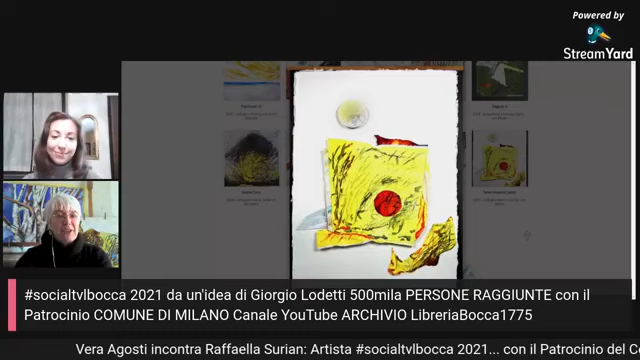 Powered by
StreamYard
#socialtvlbocca 2021 da un'idea di Giorgio Lodetti 500mila PERSONE RAGGIUNTE con il
Patrocinio COMUNE DI MILANO Canale YouTube ARCHIVIO LibreriaBocca1775
Vera Agosti incontra Raffaella Surian: Artista #socialtvlbocca 2021... con il Patrocinio del Co